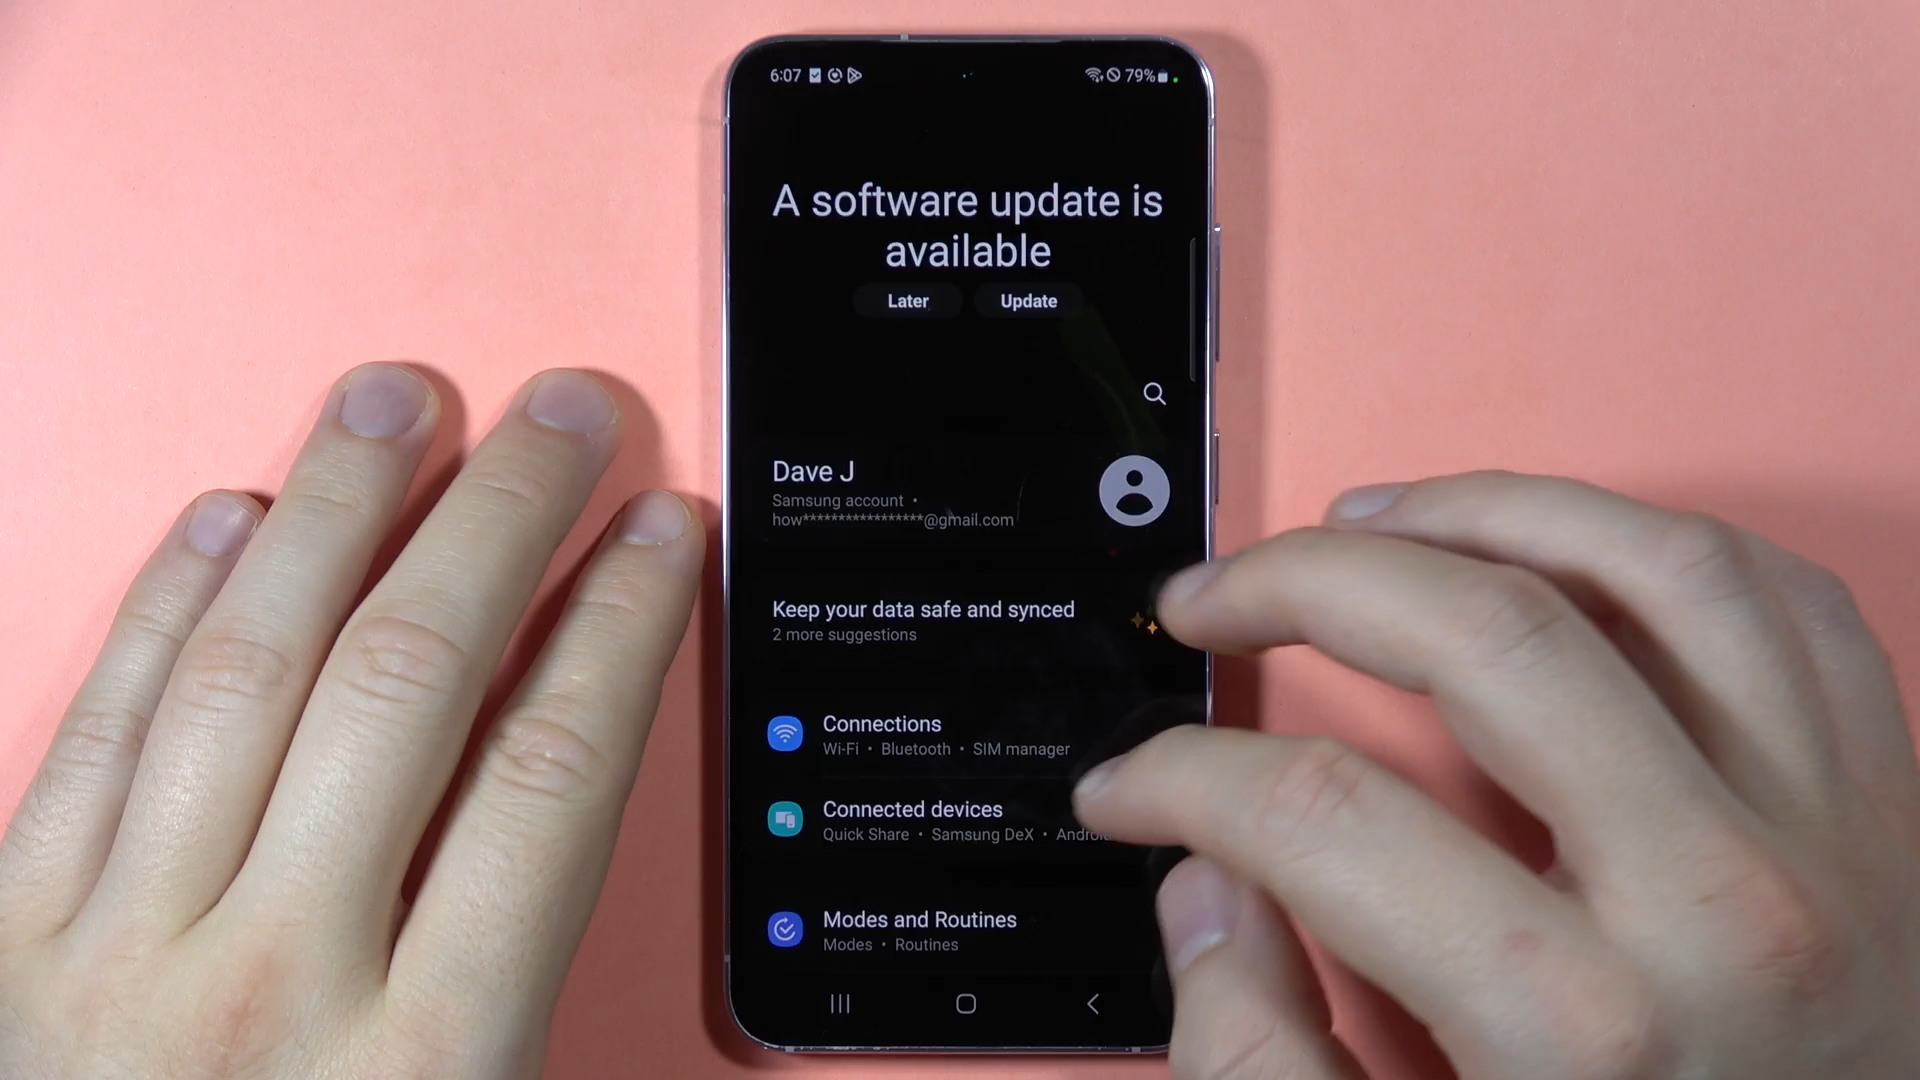 6:07 79%
A software update is
available
Later Update
Dave J
Samsung account •
how*****************@gmail.com
Keep your data safe and synced
2 more suggestions
Connections
Wi-Fi • Bluetooth • SIM manager
Connected devices
Quick Share • Samsung DeX •
Modes and Routines
Modes • Routines